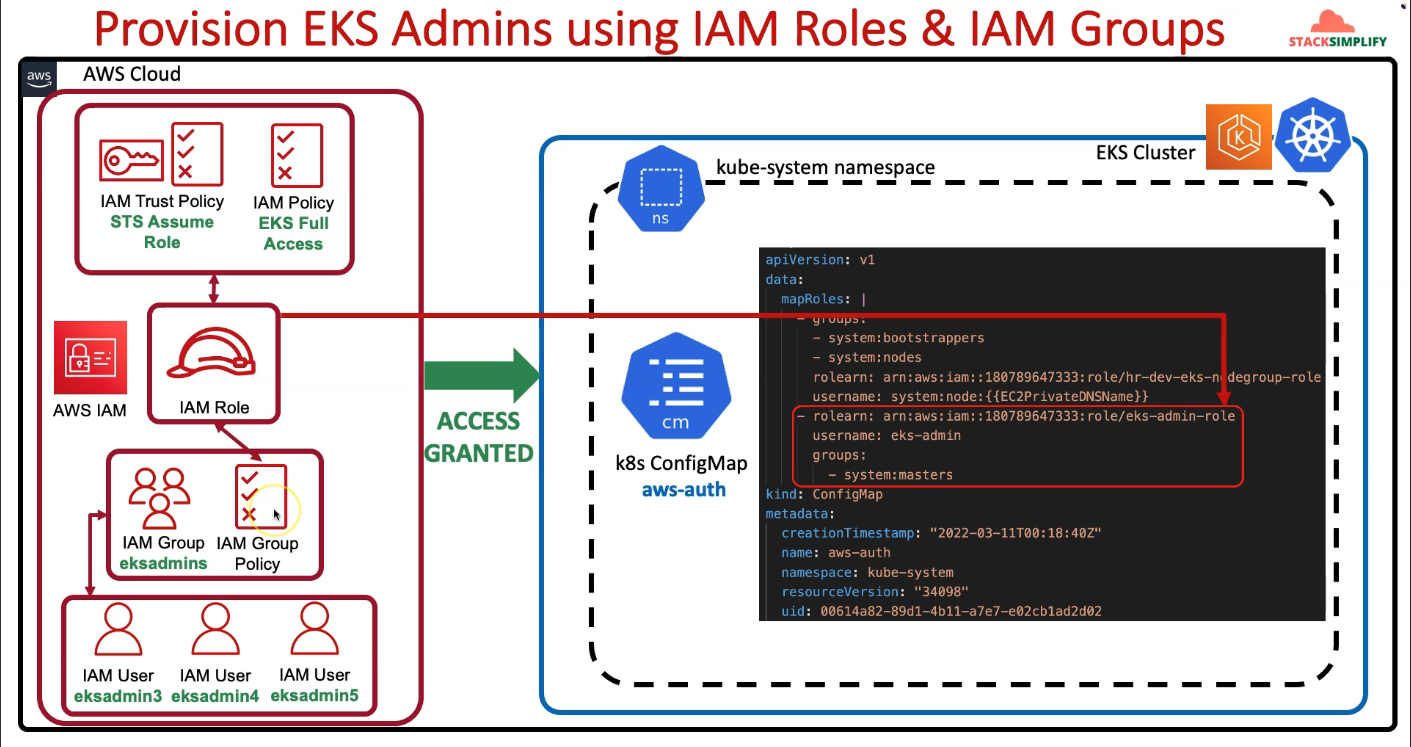 Provision EKS Admins using IAM Roles & IAM Groups
STACKSIMPLIFY
aws
AWS Cloud
IAM Trust Policy
STS Assume
Role
IAM Policy
EKS Full
Access
AWS IAM
IAM Role
IAM Group
eksadmins
IAM Group
Policy
IAM User
eksadmin3
IAM User
eksadmin4
IAM User
eksadmin5
ACCESS
GRANTED
EKS Cluster
K
kube-system namespace
ns
cm
k8s ConfigMap
aws-auth
apiVersion: v1
data:
mapRoles: |
- groups:
- system:bootstrappers
- system:nodes
rolearn: arn:aws:iam::180789647333:role/hr-dev-eks-nodegroup-role
username: system:node:{{EC2PrivateDNSName}}
- rolearn: arn:aws:iam::180789647333:role/eks-admin-role
username: eks-admin
groups:
- system:masters
kind: ConfigMap
metadata:
creationTimestamp: "2022-03-11T00:18:40Z"
name: aws-auth
namespace: kube-system
resourceVersion: "34098"
uid: 00614a82-89d1-4b11-a7e7-e02cb1ad2d02